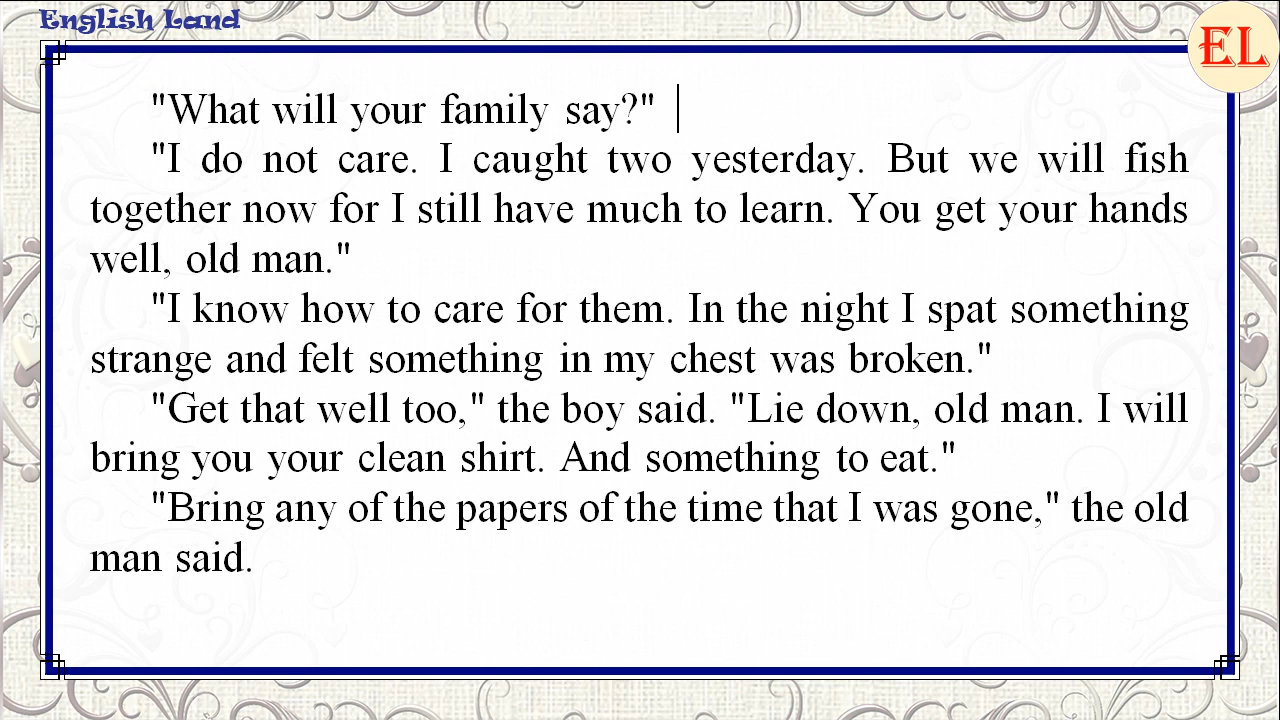 English Land
EL
"What will your family say?"
"I do not care. I caught two yesterday. But we will fish
together now for I still have much to learn. You get your hands
well, old man."
"I know how to care for them. In the night I spat something
strange and felt something in my chest was broken."
"Get that well too," the boy said. "Lie down, old man. I will
bring you your clean shirt. And something to eat."
"Bring any of the papers of the time that I was gone," the old
man said.